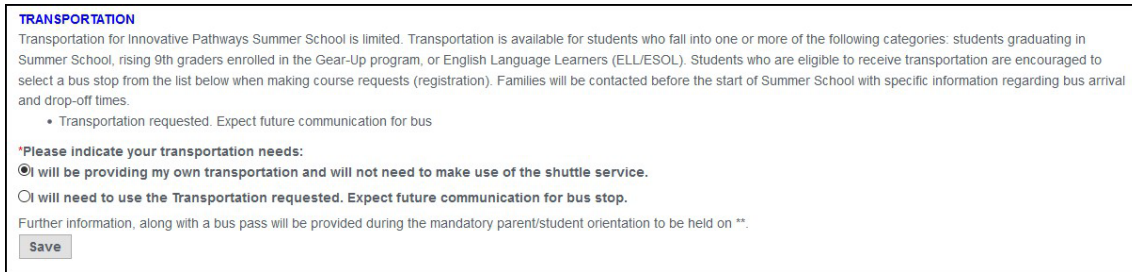 TRANSPORTATION
Transportation for Innovative Pathways Summer School is limited. Transportation is available for students who fall into one or more of the following categories: students graduating in
Summer School, rising 9th graders enrolled in the Gear-Up program, or English Language Learners (ELL/ESOL). Students who are eligible to receive transportation are encouraged to
select a bus stop from the list below when making course requests (registration). Families will be contacted before the start of Summer School with specific information regarding bus arrival
and drop-off times.
• Transportation requested. Expect future communication for bus
*Please indicate your transportation needs:
I will be providing my own transportation and will not need to make use of the shuttle service.
I will need to use the Transportation requested. Expect future communication for bus stop.
Further information, along with a bus pass will be provided during the mandatory parent/student orientation to be held on **.
Save